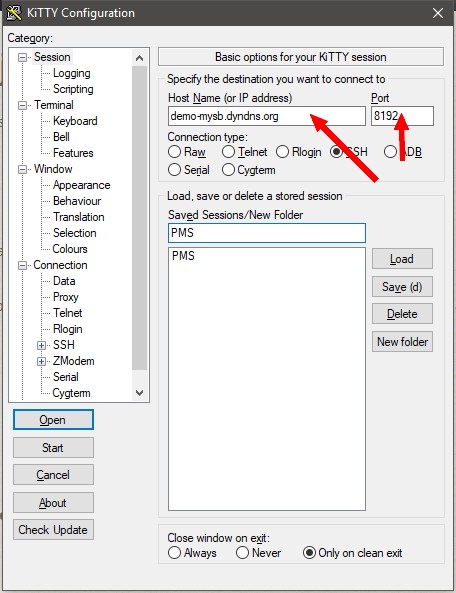 KiTTY Configuration
Category:
Session
Logging
Scripting
Terminal
Keyboard
Bell
Features
Window
Appearance
Behaviour
Translation
Selection
Colours
Connection
Data
Proxy
Telnet
Rlogin
SSH
ZModem
Serial
Cygterm
Open
Start
Cancel
About
Check Update
Basic options for your KiTTY session
Specify the destination you want to connect to
Host Name (or IP address) Port
demo-mysb.dyndns.org 8192
Connection type:
Raw Telnet Rlogin SSH ADB
Serial Cygterm
Load, save or delete a stored session
Saved Sessions/New Folder
PMS
PMS
Load
Save (d)
Delete
New folder
Close window on exit:
Always Never Only on clean exit